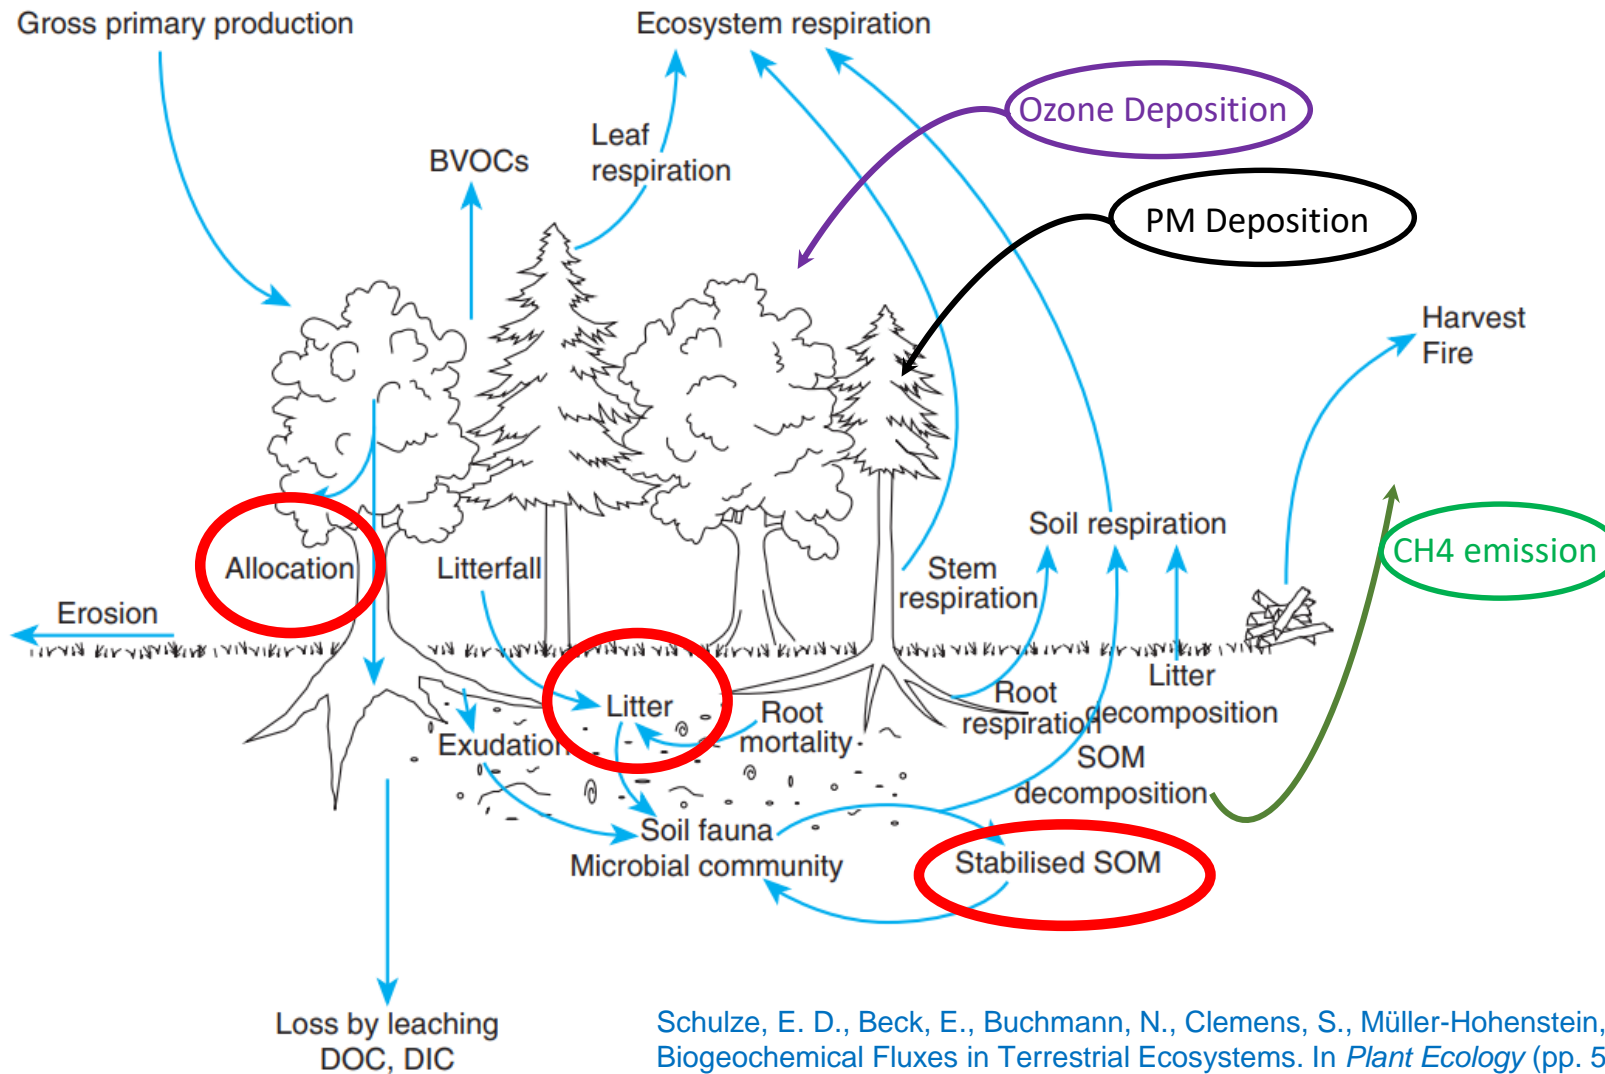 Gross primary production
Ecosystem respiration
Ozone Deposition
Leaf
respiration
BVOCs
PM Deposition
Harvest
Fire
Soil respiration
CH4 emission
Allocation
Litterfall
Stem
respiration
Erosion
Litter
decomposition
Root
respiration
Litter
Root
mortality
Exudation
SOM
decomposition
Soil fauna
Microbial community
Stabilised SOM
Loss by leaching
DOC, DIC
Schulze, E. D., Beck, E., Buchmann, N., Clemens, S., Müller-Hohenstein,
Biogeochemical Fluxes in Terrestrial Ecosystems. In Plant Ecology (pp. 5